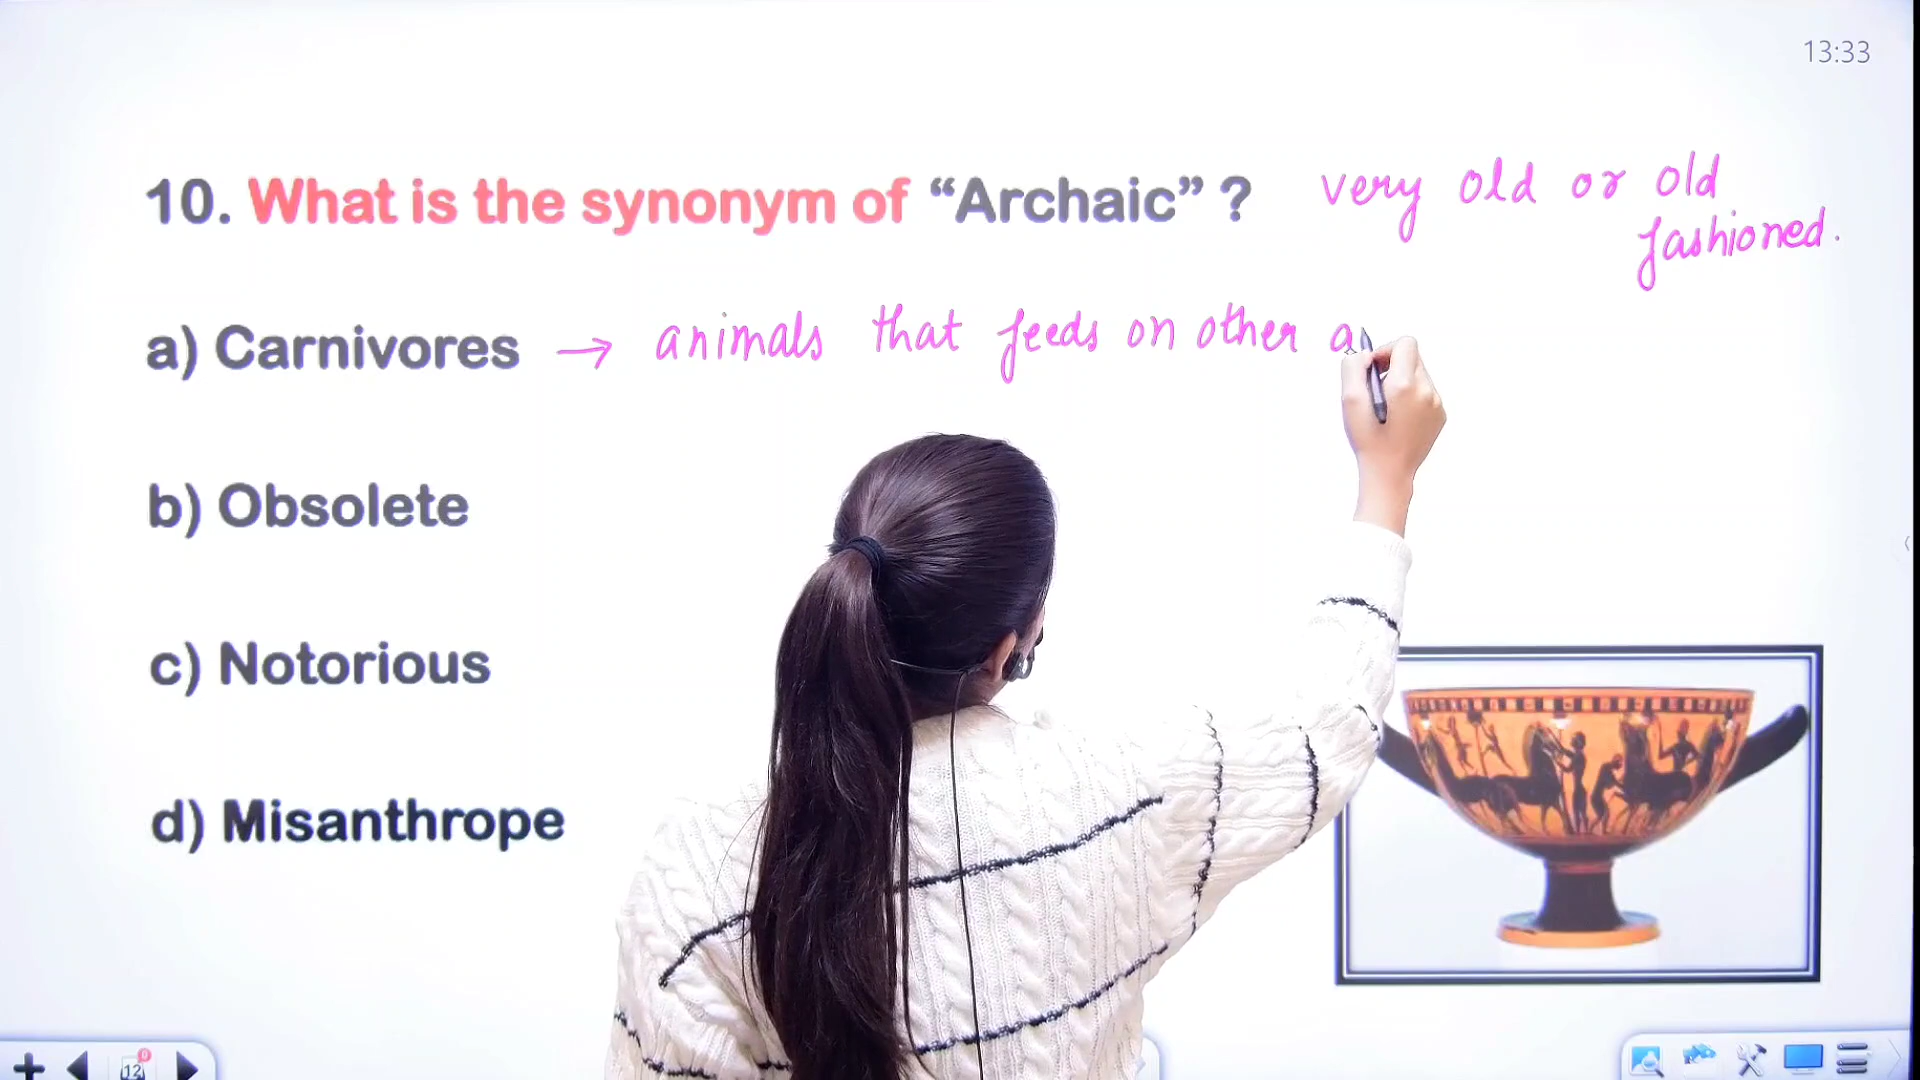 13:33
10. What is the synonym of “Archaic” ?
very old or old
fashioned.
a) Carnivores → animals that feeds on other a
b) Obsolete
c) Notorious
d) Misanthrope
12